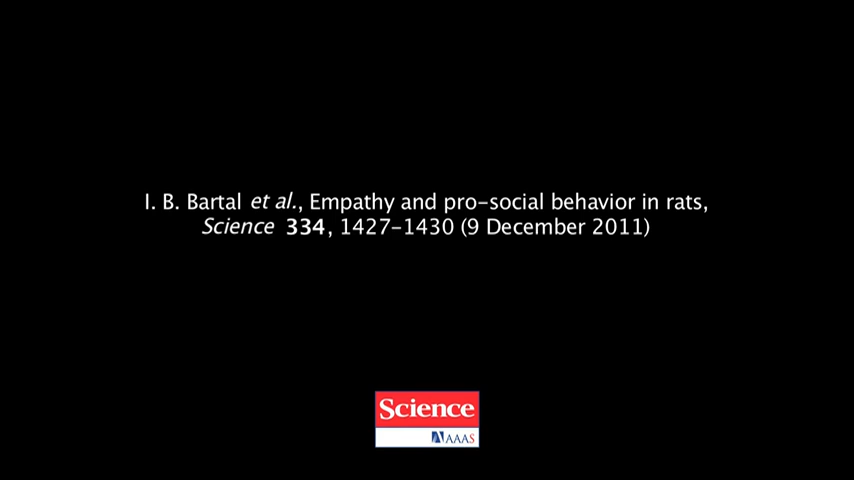 I. B. Bartal et al., Empathy and pro-social behavior in rats,
Science 334, 1427-1430 (9 December 2011)
Science
AAAS